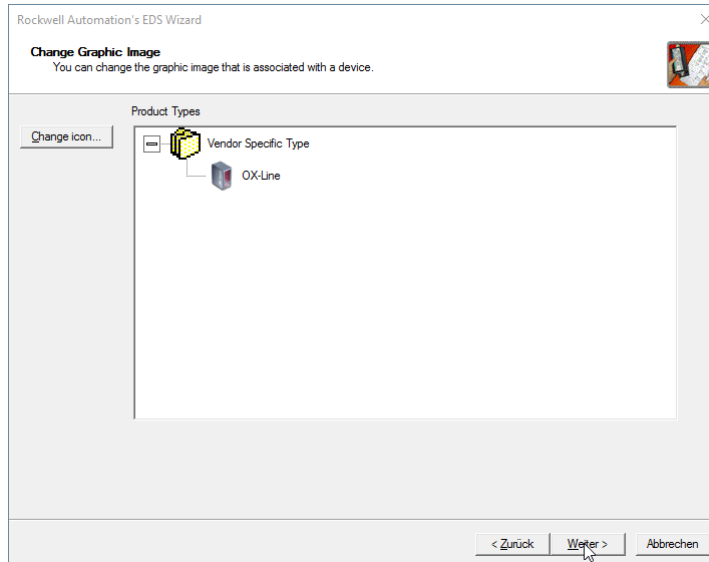 Rockwell Automation's EDS Wizard
Change Graphic Image
You can change the graphic image that is associated with a device.
Product Types
Change icon...
Vendor Specific Type
OX-Line
< Zurück
Weiter >
Abbrechen